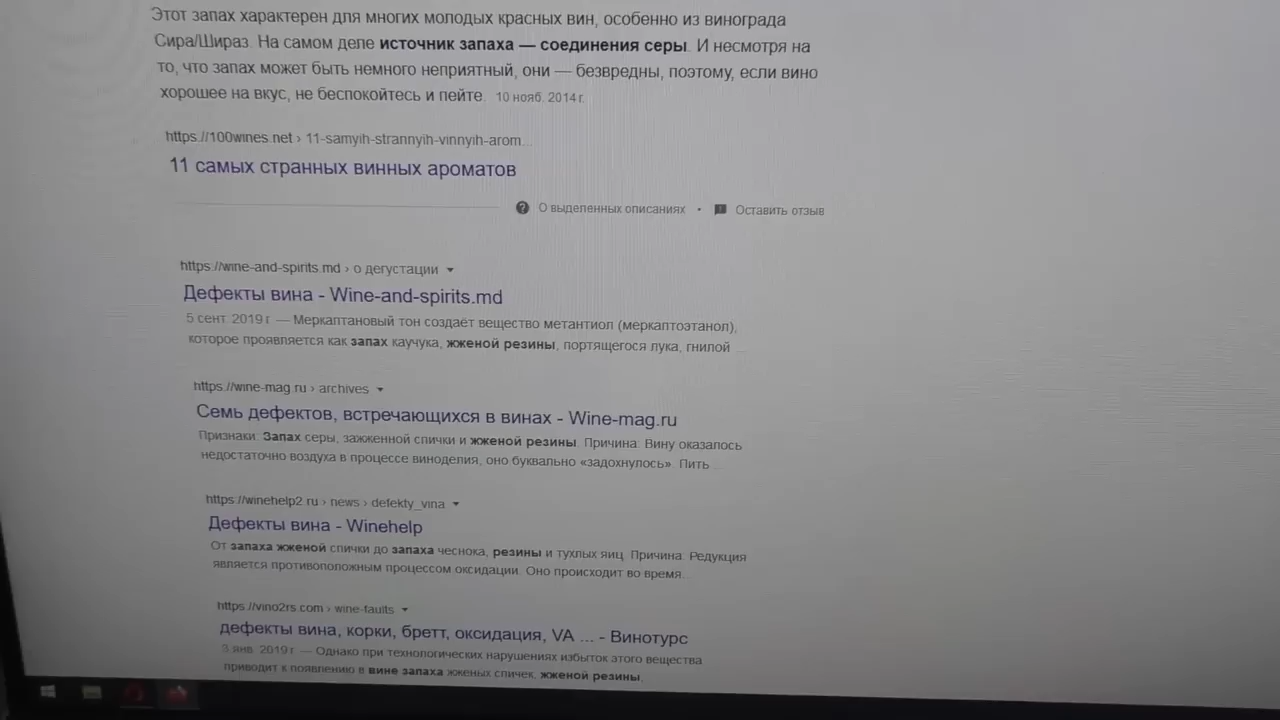 Этот запах характерен для многих молодых красных вин, особенно из винограда
Сира/Шираз. На самом деле источник запаха — соединения серы. И несмотря на
то, что запах может быть немного неприятный, они — безвредны, поэтому, если вино
хорошее на вкус, не беспокойтесь и пейте. 10 нояб. 2014 г.
https://100wines.net › 11-samyih-strannyih-vinnyih-arom...
11 самых странных винных ароматов
О выделенных описаниях • Оставить отзыв
https://wine-and-spirits.md › о дегустации
Дефекты вина - Wine-and-spirits.md
5 сент. 2019 г. — Меркаптановый тон создаёт вещество метантиол (меркаптоэтанол),
которое проявляется как запах каучука, жженой резины, портящегося лука, гнилой ...
https://wine-mag.ru › archives
Семь дефектов, встречающихся в винах - Wine-mag.ru
Признаки: Запах серы, зажженной спички и жженой резины. Причина: Вину оказалось
недостаточно воздуха в процессе виноделия, оно буквально «задохнулось». Пить ...
https://winehelp2.ru › news › defekty_vina
Дефекты вина - Winehelp
От запаха жженой спички до запаха чеснока, резины и тухлых яиц. Причина: Редукция
является противоположным процессом оксидации. Оно происходит во время...
https://vino2rs.com › wine-faults
дефекты вина, корки, бретт, оксидация, VA ... - Винотурс
3 янв. 2019 г. — Однако при технологических нарушениях избыток этого вещества
приводит к появлению в вине запаха жженых спичек, жженой резины,